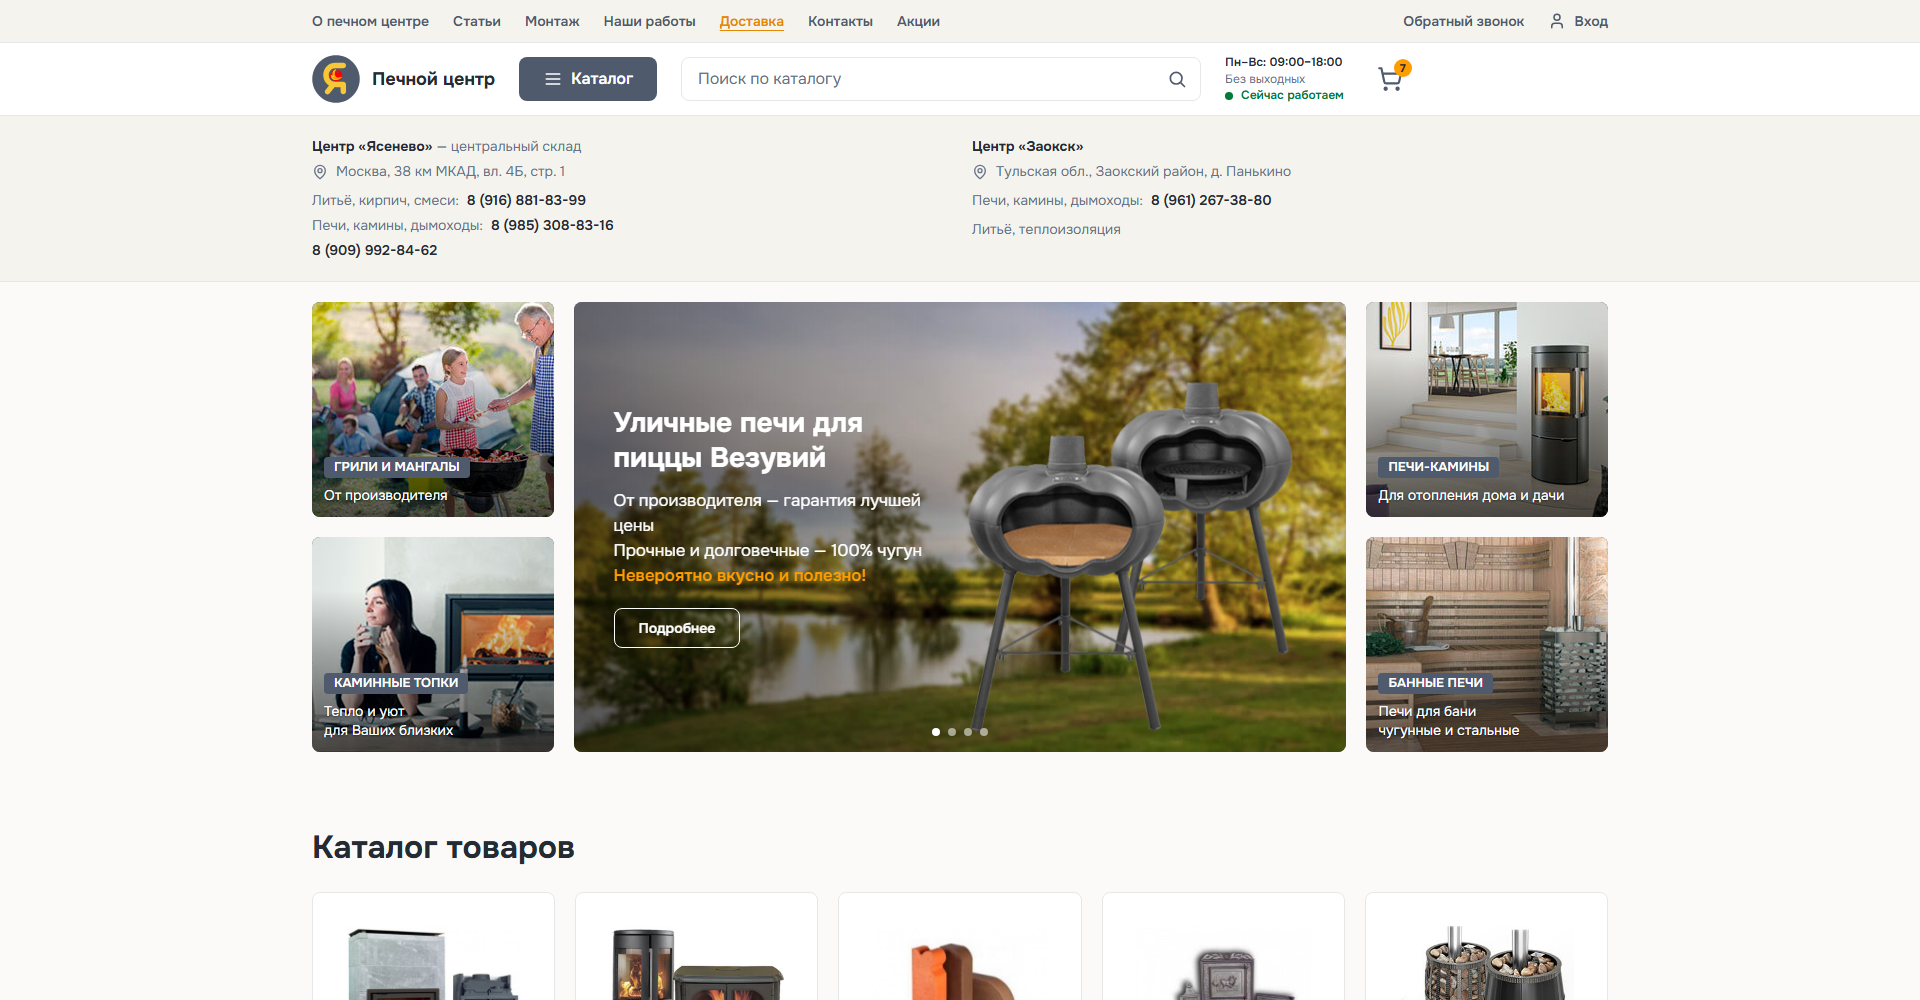 О печном центре Статьи Монтаж Наши работы Доставка Контакты Акции Обратный звонок Вход
Я Печной центр Каталог Поиск по каталогу
Пн–Вс: 09:00–18:00
Без выходных
Сейчас работаем
7
Центр «Ясенево» — центральный склад
Москва, 38 км МКАД, вл. 4Б, стр. 1
Литьё, кирпич, смеси: 8 (916) 881-83-99
Печи, камины, дымоходы: 8 (985) 308-83-16
8 (909) 992-84-62
Центр «Заокск»
Тульская обл., Заокский район, д. Панькино
Печи, камины, дымоходы: 8 (961) 267-38-80
Литьё, теплоизоляция
ГРИЛИ И МАНГАЛЫ
От производителя
КАМИННЫЕ ТОПКИ
Тепло и уют
для Ваших близких
Уличные печи для
пиццы Везувий
От производителя — гарантия лучшей
цены
Прочные и долговечные — 100% чугун
Невероятно вкусно и полезно!
Подробнее
ПЕЧИ-КАМИНЫ
Для отопления дома и дачи
БАННЫЕ ПЕЧИ
Печи для бани
чугунные и стальные
Каталог товаров